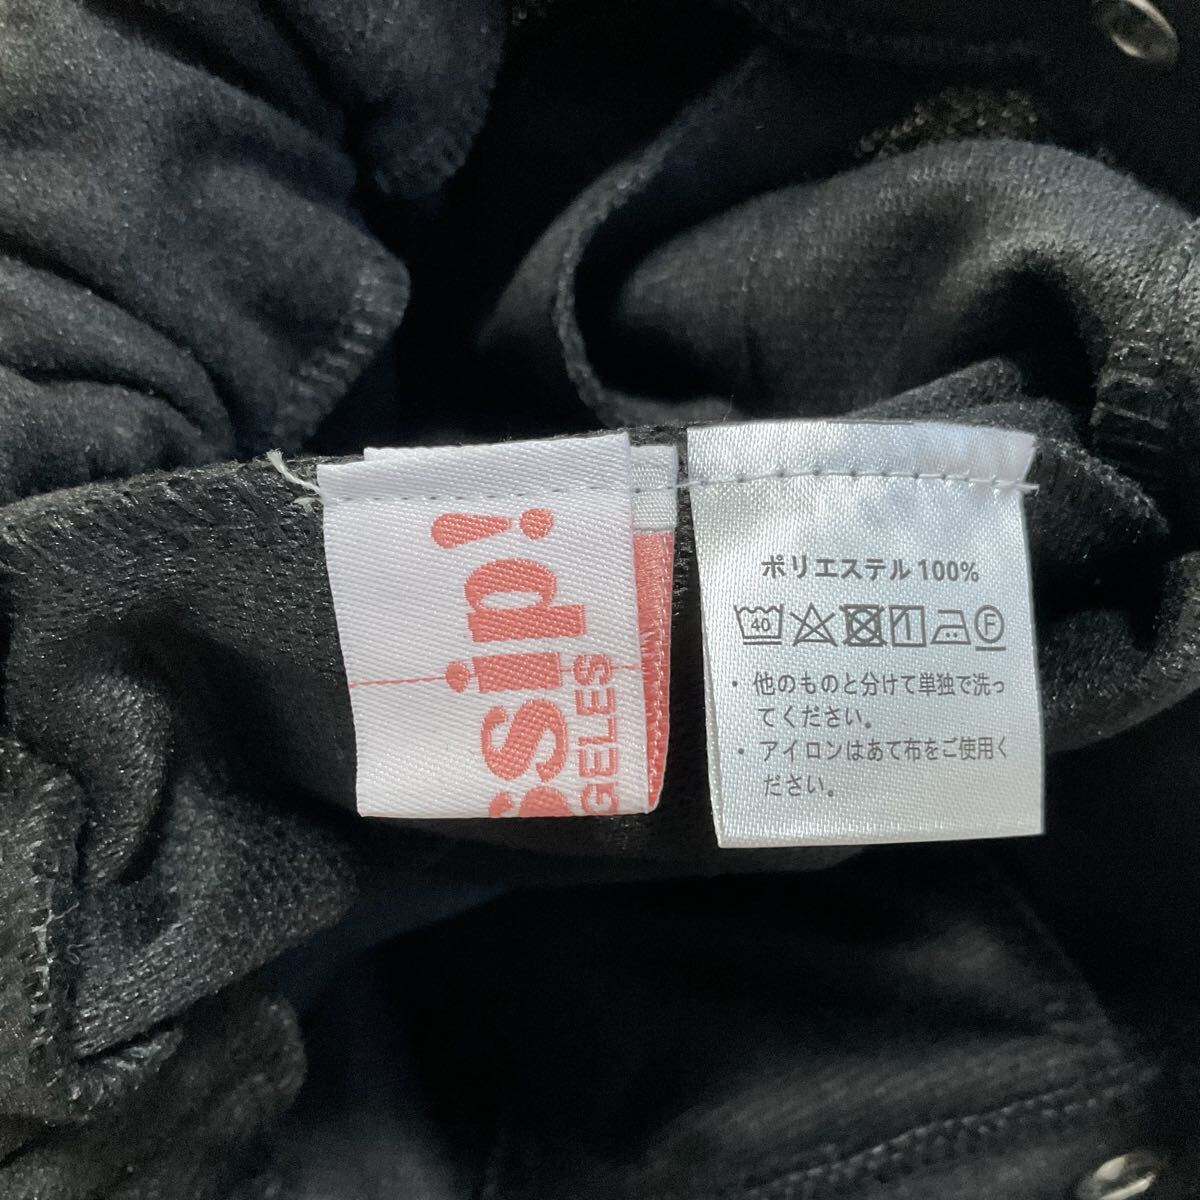 ssip!
GELES
ポリエステル 100%
40 1 F
・他のものと分けて単独で洗っ
てください。
・アイロンはあて布をご使用く
ださい。